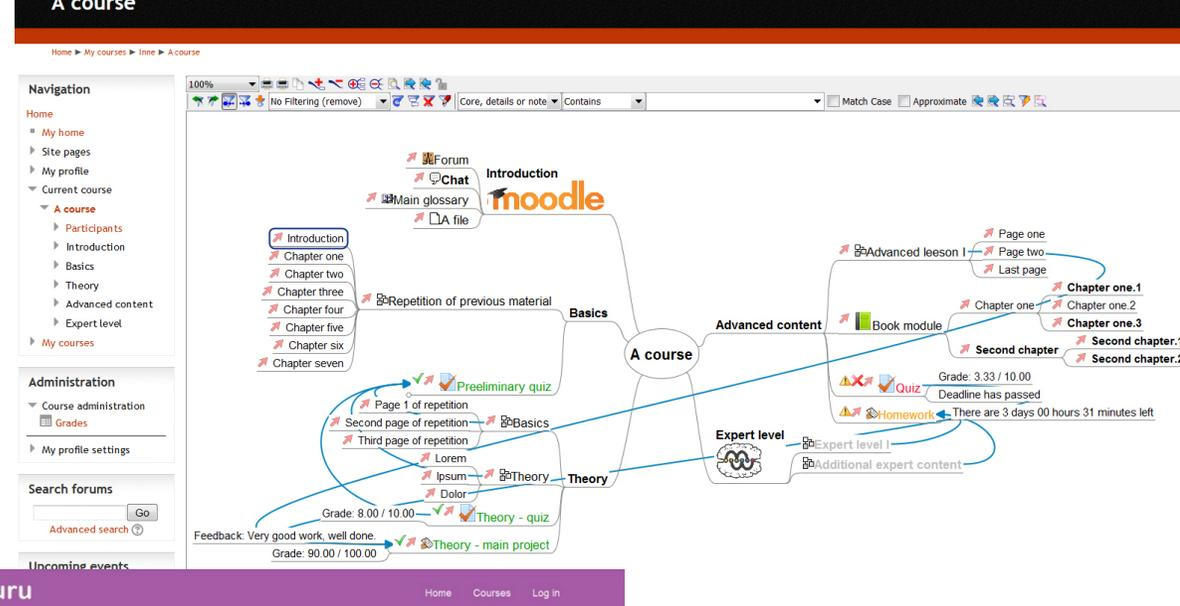 A course
Home ► My courses ► Inne ► A course
Navigation
Home
My home
Site pages
My profile
Current course
A course
Participants
Introduction
Basics
Theory
Advanced content
Expert level
My courses
Administration
Course administration
Grades
My profile settings
Search forums
Go
Advanced search
Upcoming events
100%
No Filtering (remove) Core, details or note Contains Match Case Approximate
Introduction
moodle
Forum
Chat
Main glossary
A file
Introduction
Chapter one
Chapter two
Chapter three
Chapter four
Chapter five
Chapter six
Chapter seven
Repetition of previous material
Basics
Preeliminary quiz
Page 1 of repetition
Second page of repetition
Third page of repetition
Basics
Lorem
Ipsum
Dolor
Theory
Theory
Grade: 8.00 / 10.00
Theory - quiz
Feedback: Very good work, well done.
Grade: 90.00 / 100.00
Theory - main project
A course
Advanced content
Advanced leeson I
Page one
Page two
Last page
Book module
Chapter one
Chapter one.1
Chapter one.2
Chapter one.3
Second chapter
Second chapter.1
Second chapter.2
Quiz
Grade: 3.33 / 10.00
Deadline has passed
Homework
There are 3 days 00 hours 31 minutes left
Expert level
Expert level I
Additional expert content
uru
Home Courses Log in